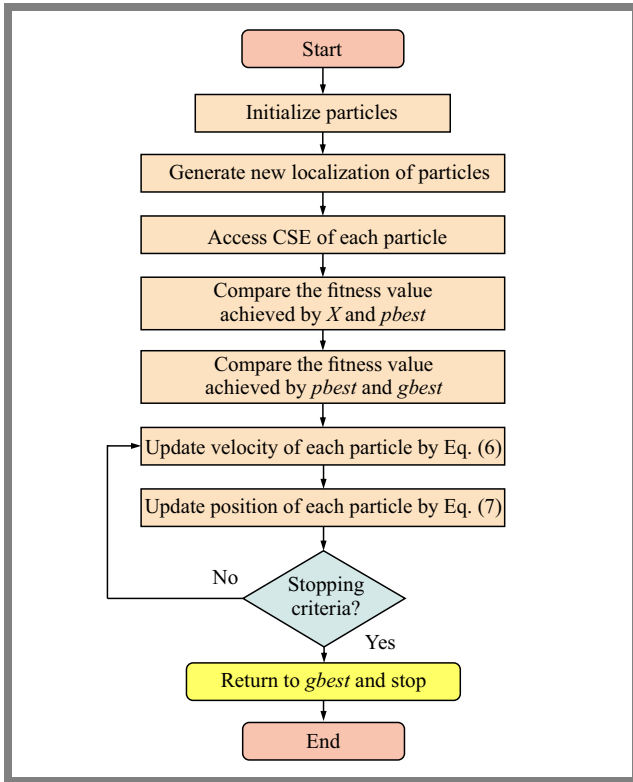 Start
Initialize particles
Generate new localization of particles
Access CSE of each particle
Compare the fitness value
achieved by X and pbest
Compare the fitness value
achieved by pbest and gbest
Update velocity of each particle by Eq. (6)
Update position of each particle by Eq. (7)
No
Stopping
criteria?
Yes
Return to gbest and stop
End